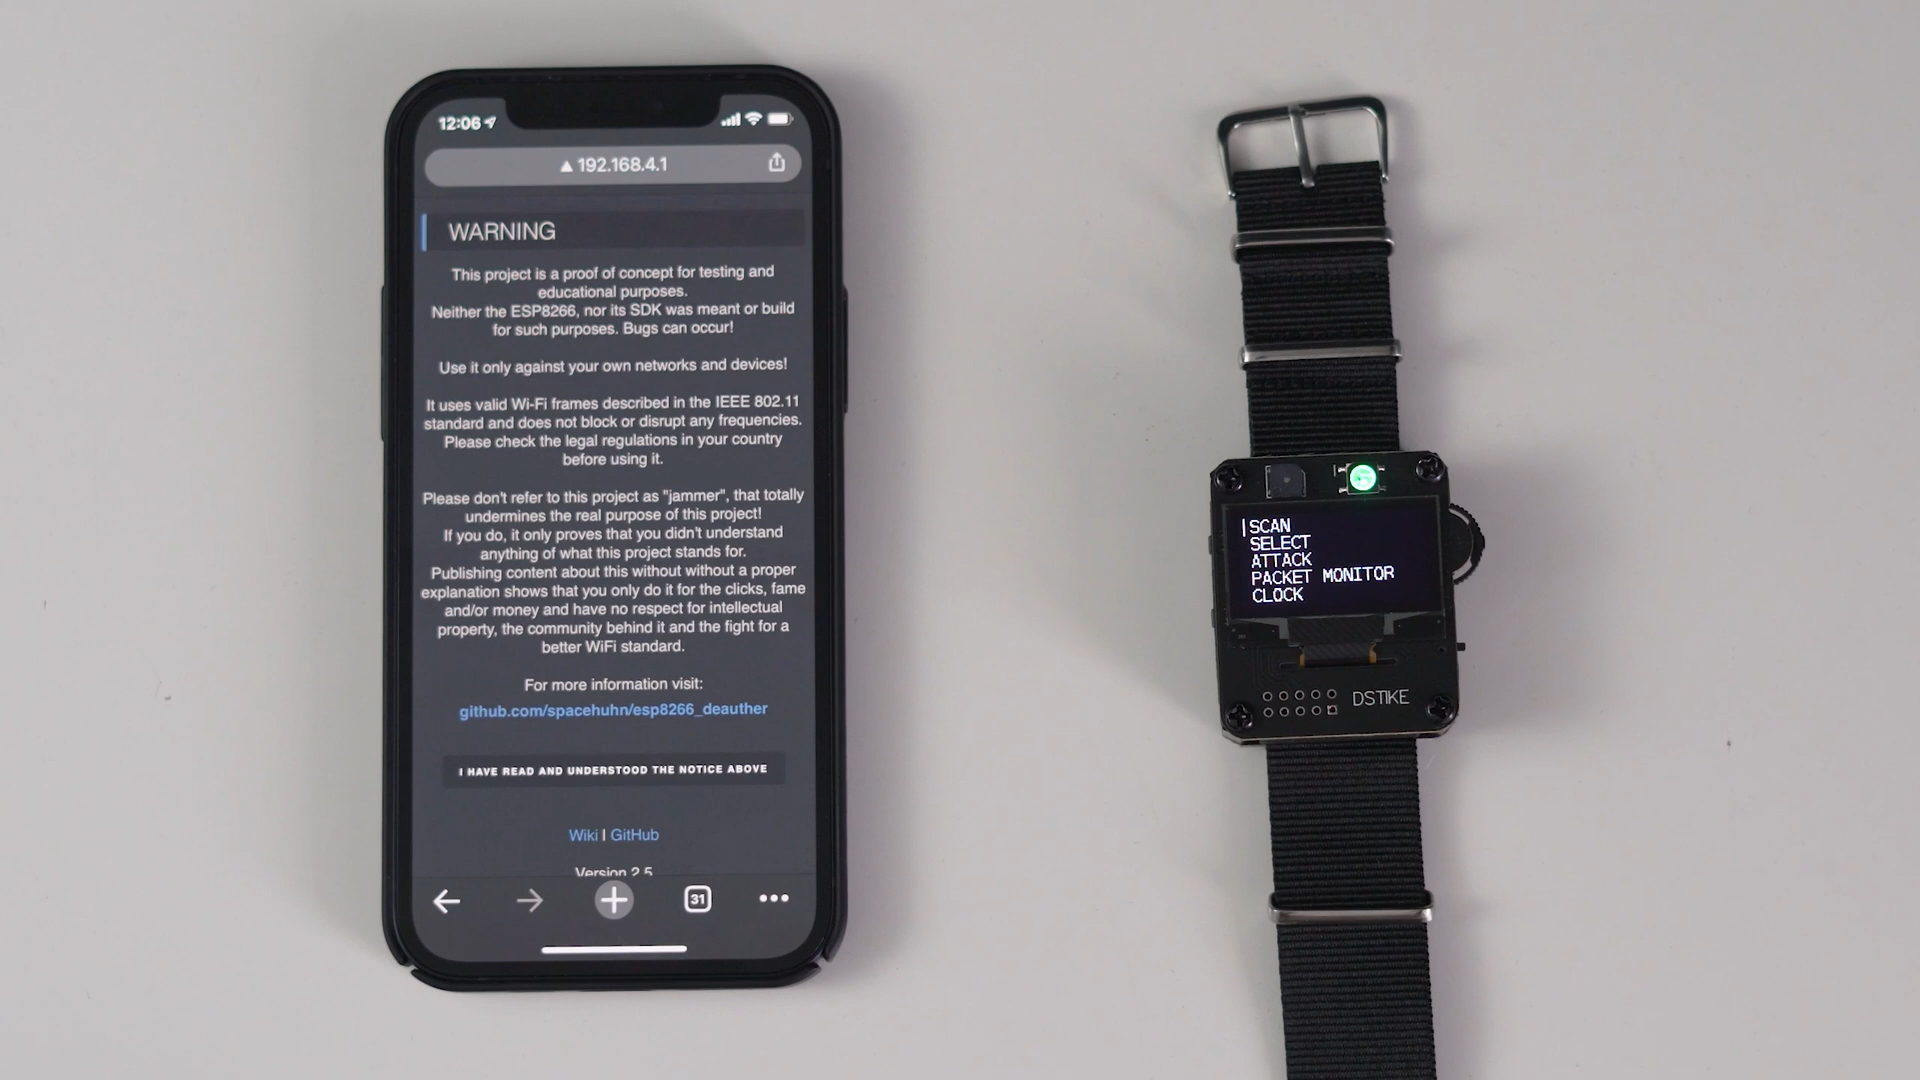 12:06
192.168.4.1
WARNING
This project is a proof of concept for testing and
educational purposes.
Neither the ESP8266, nor its SDK was meant or build
for such purposes. Bugs can occur!
Use it only against your own networks and devices!
It uses valid Wi-Fi frames described in the IEEE 802.11
standard and does not block or disrupt any frequencies.
Please check the legal regulations in your country
before using it.
Please don't refer to this project as "jammer", that totally
undermines the real purpose of this project!
If you do, it only proves that you didn't understand
anything of what this project stands for.
Publishing content about this without without a proper
explanation shows that you only do it for the clicks, fame
and/or money and have no respect for intellectual
property, the community behind it and the fight for a
better WiFi standard.
For more information visit:
github.com/spacehuhn/esp8266_deauther
I HAVE READ AND UNDERSTOOD THE NOTICE ABOVE
Wiki | GitHub
Version 2.5
31
SCAN
SELECT
ATTACK
PACKET MONITOR
CLOCK
DSTIKE